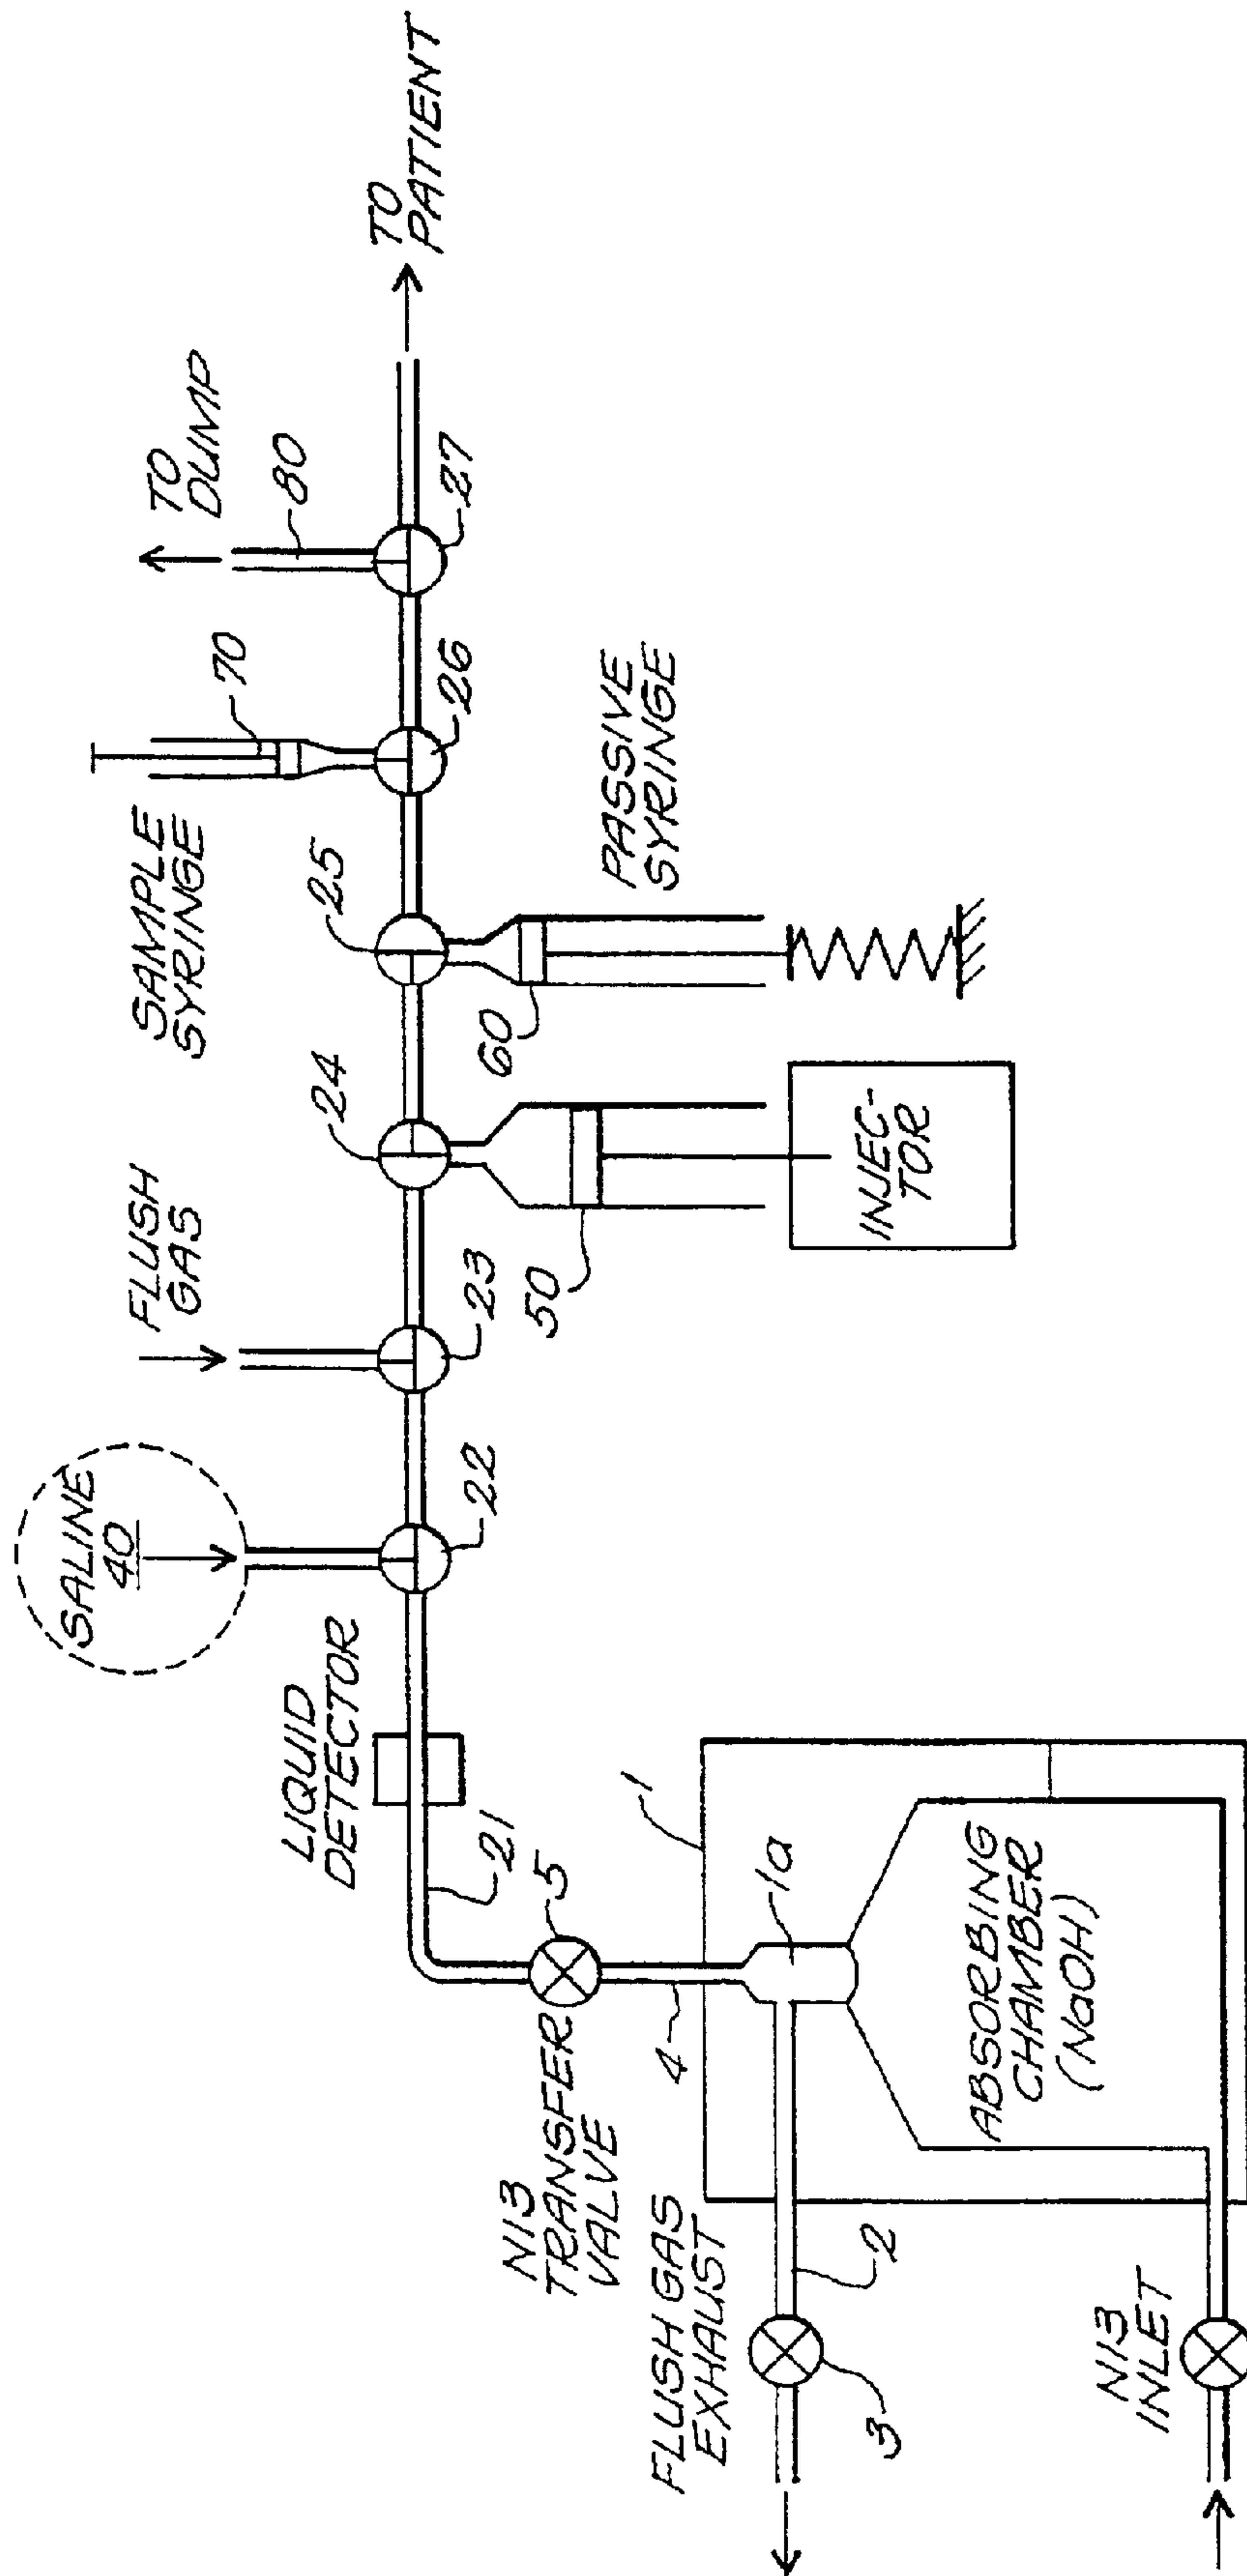 SALINE
40
FLUSH
GAS
SAMPLE
SYRINGE
70
TO
DUMP
80
TO
PATIENT
LIQUID
DETECTOR
21
22
23
24
25
26
27
N13
TRANSFER
VALVE
5
50
INJEC-
TOR
60
PASSIVE
SYRINGE
4
1
1a
FLUSH GAS
EXHAUST
2
3
ABSORBING
CHAMBER
(NaOH)
N13
INLET